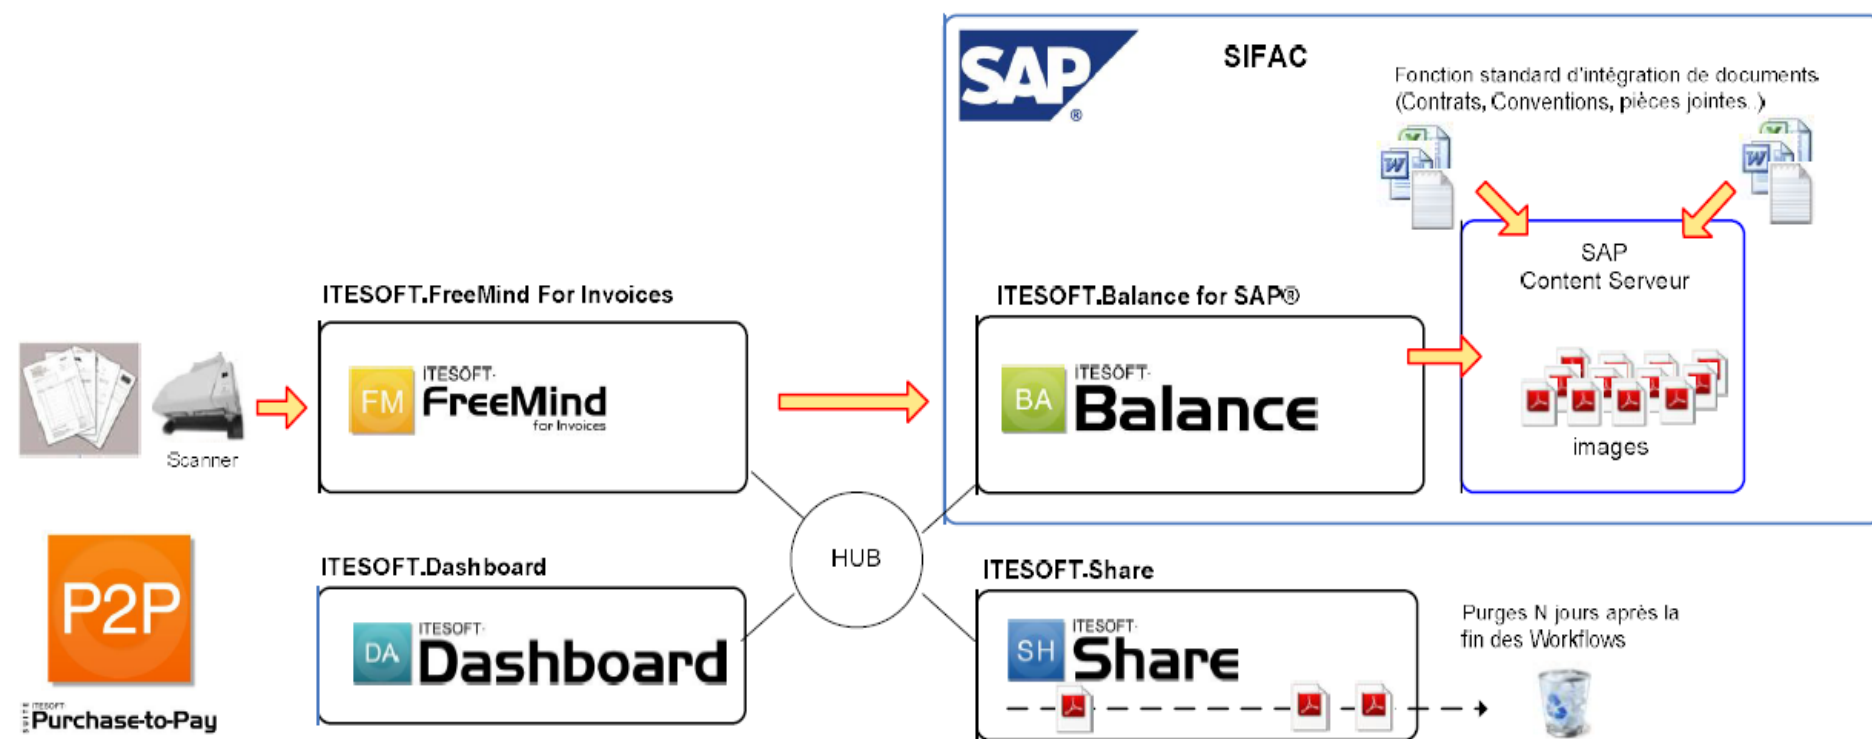 SAP
®
SIFAC
Fonction standard d'intégration de documents
(Contrats, Conventions, pièces jointes..)
W
W
SAP
Content Serveur
images
ITESOFT.FreeMind For Invoices
FM
ITESOFT.
FreeMind
for Invoices
Scanner
ITESOFT.Balance for SAP®
BA
ITESOFT.
Balance
HUB
P2P
SUITE
ITESOFT.
Purchase-to-Pay
ITESOFT.Dashboard
DA
ITESOFT.
Dashboard
ITESOFT.Share
SH
ITESOFT.
Share
Purges N jours après la
fin des Workflows